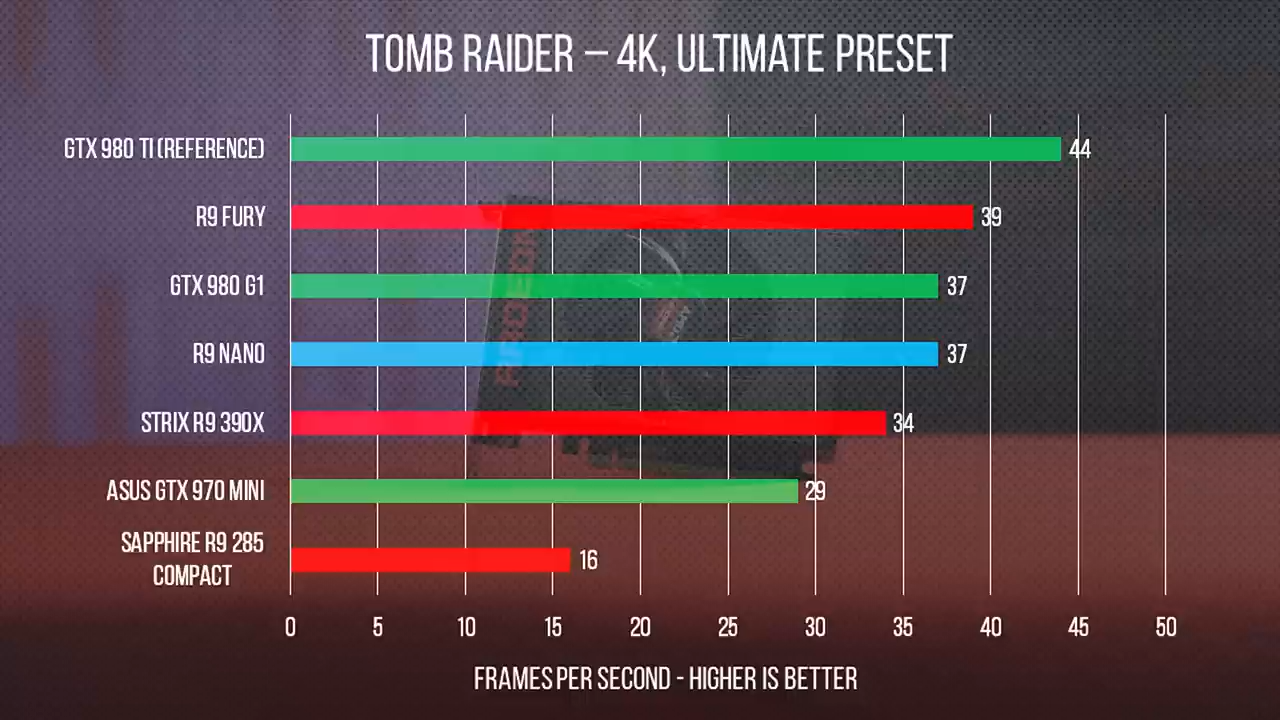 TOMB RAIDER – 4K, ULTIMATE PRESET
GTX 980 TI (REFERENCE)
44
R9 FURY
39
GTX 980 G1
37
R9 NANO
37
STRIX R9 390X
34
ASUS GTX 970 MINI
29
SAPPHIRE R9 285
COMPACT
16
0 5 10 15 20 25 30 35 40 45 50
FRAMES PER SECOND - HIGHER IS BETTER
RADEON